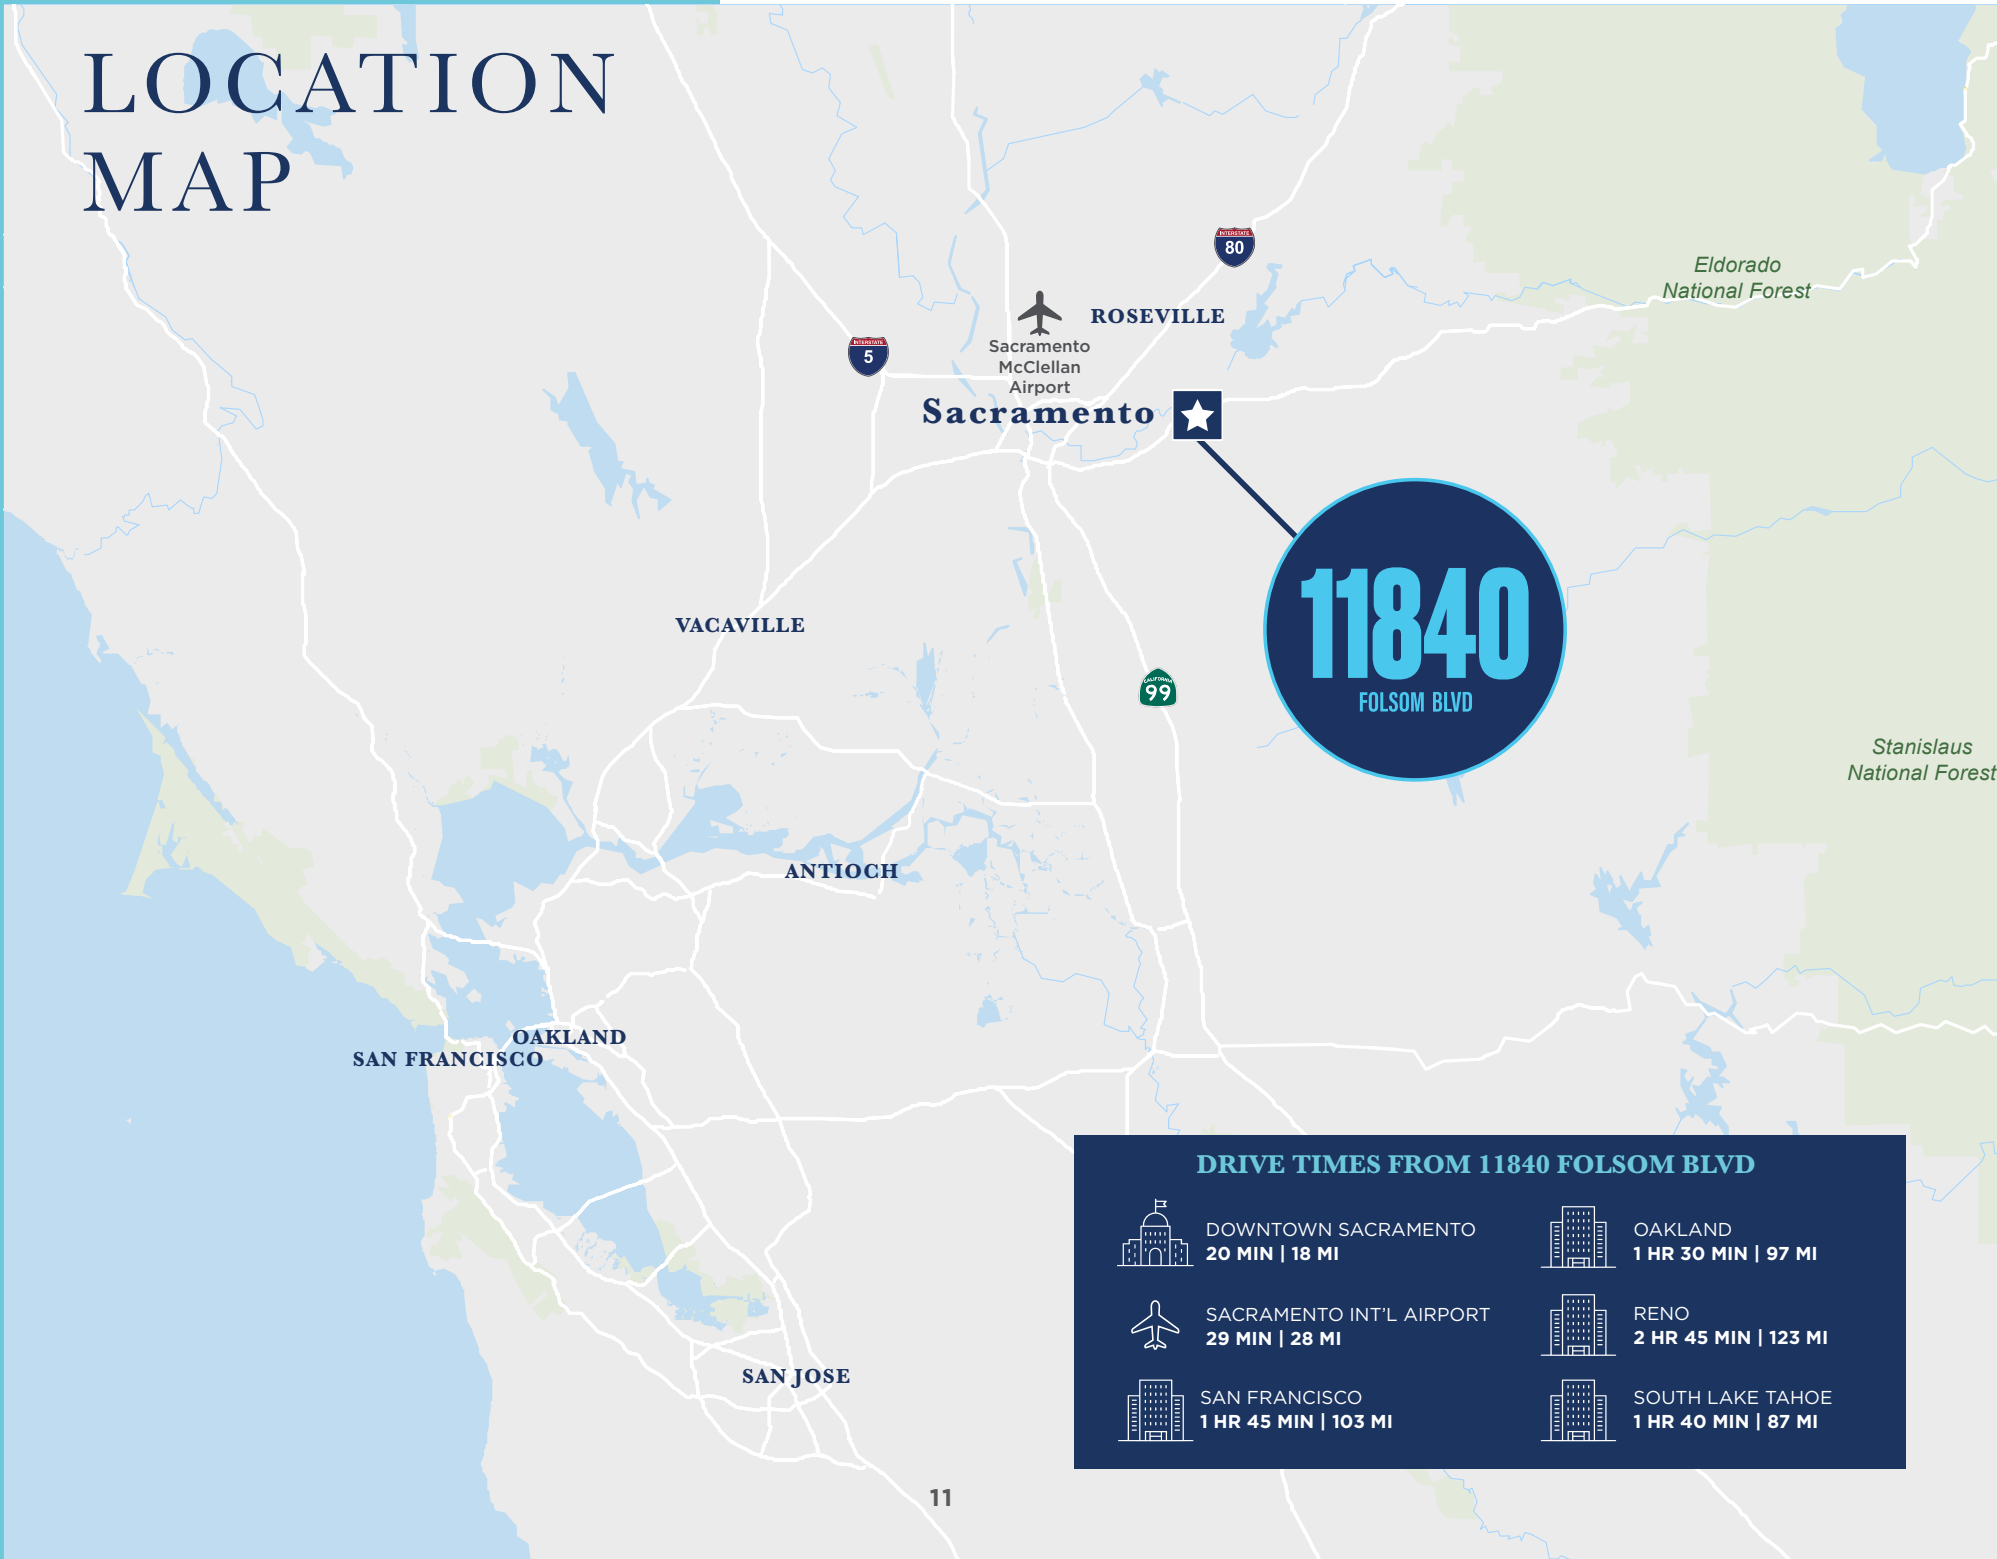 LOCATION
MAP
INTERSTATE
80
Eldorado
National Forest
ROSEVILLE
INTERSTATE
5
Sacramento
McClellan
Airport
Sacramento
11840
FOLSOM BLVD
VACAVILLE
CALIFORNIA
99
Stanislaus
National Forest
ANTIOCH
OAKLAND
SAN FRANCISCO
SAN JOSE
DRIVE TIMES FROM 11840 FOLSOM BLVD
DOWNTOWN SACRAMENTO
20 MIN | 18 MI
SACRAMENTO INT'L AIRPORT
29 MIN | 28 MI
SAN FRANCISCO
1 HR 45 MIN | 103 MI
OAKLAND
1 HR 30 MIN | 97 MI
RENO
2 HR 45 MIN | 123 MI
SOUTH LAKE TAHOE
1 HR 40 MIN | 87 MI
11